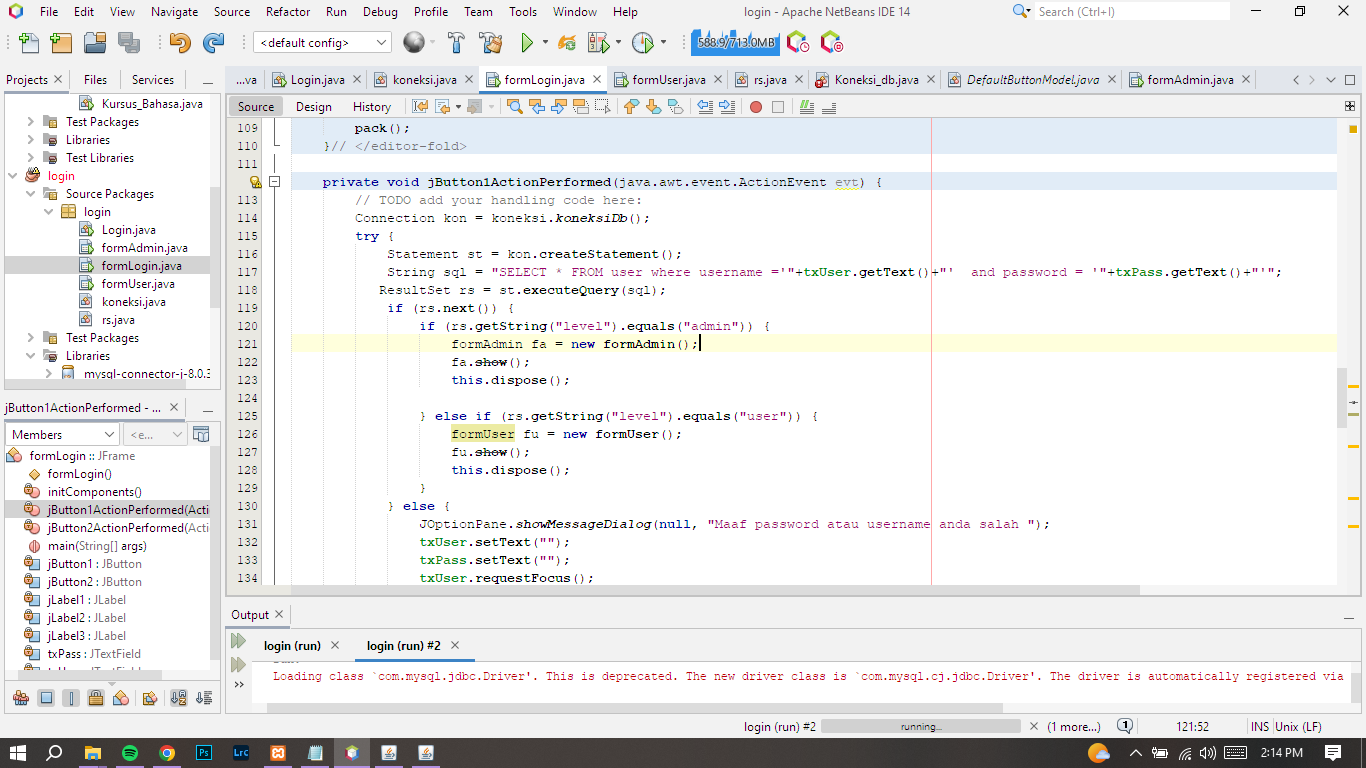 File Edit View Navigate Source Refactor Run Debug Profile Team Tools Window Help
login - Apache NetBeans IDE 14
Search (Ctrl+I)
<default config>
588.9/713.0MB
Projects Files Services
Kursus_Bahasa.java
Test Packages
Libraries
Test Libraries
login
Source Packages
login
Login.java
formAdmin.java
formLogin.java
formUser.java
koneksi.java
rs.java
Test Packages
Libraries
mysql-connector-j-8.0.3
jButton1ActionPerformed - ...
Members <e...
formLogin :: JFrame
formLogin()
initComponents()
jButton1ActionPerformed(Acti
jButton2ActionPerformed(Acti
main(String[] args)
jButton1 : JButton
jButton2 : JButton
jLabel1 : JLabel
jLabel2 : JLabel
jLabel3 : JLabel
txPass : JTextField
...va Login.java koneksi.java formLogin.java formUser.java rs.java Koneksi_db.java DefaultButtonModel.java formAdmin.java
Source Design History
109 pack();
110 }// </editor-fold>
111
private void jButton1ActionPerformed(java.awt.event.ActionEvent evt) {
113 // TODO add your handling code here:
114 Connection kon = koneksi.koneksiDb();
115 try {
116 Statement st = kon.createStatement();
117 String sql = "SELECT * FROM user where username ='"+txUser.getText()+"'  and password = '"+txPass.getText()+"'";
118 ResultSet rs = st.executeQuery(sql);
119 if (rs.next()) {
120 if (rs.getString("level").equals("admin")) {
121 formAdmin fa = new formAdmin();
122 fa.show();
123 this.dispose();
124
125 } else if (rs.getString("level").equals("user")) {
126 formUser fu = new formUser();
127 fu.show();
128 this.dispose();
129 }
130 } else {
131 JOptionPane.showMessageDialog(null, "Maaf password atau username anda salah ");
132 txUser.setText("");
133 txPass.setText("");
134 txUser.requestFocus();
Output
login (run) login (run) #2
Loading class `com.mysql.jdbc.Driver'. This is deprecated. The new driver class is `com.mysql.cj.jdbc.Driver'. The driver is automatically registered via
login (run) #2 running... (1 more...) 1 121:52 INS Unix (LF)
Ps LrC 2:14 PM